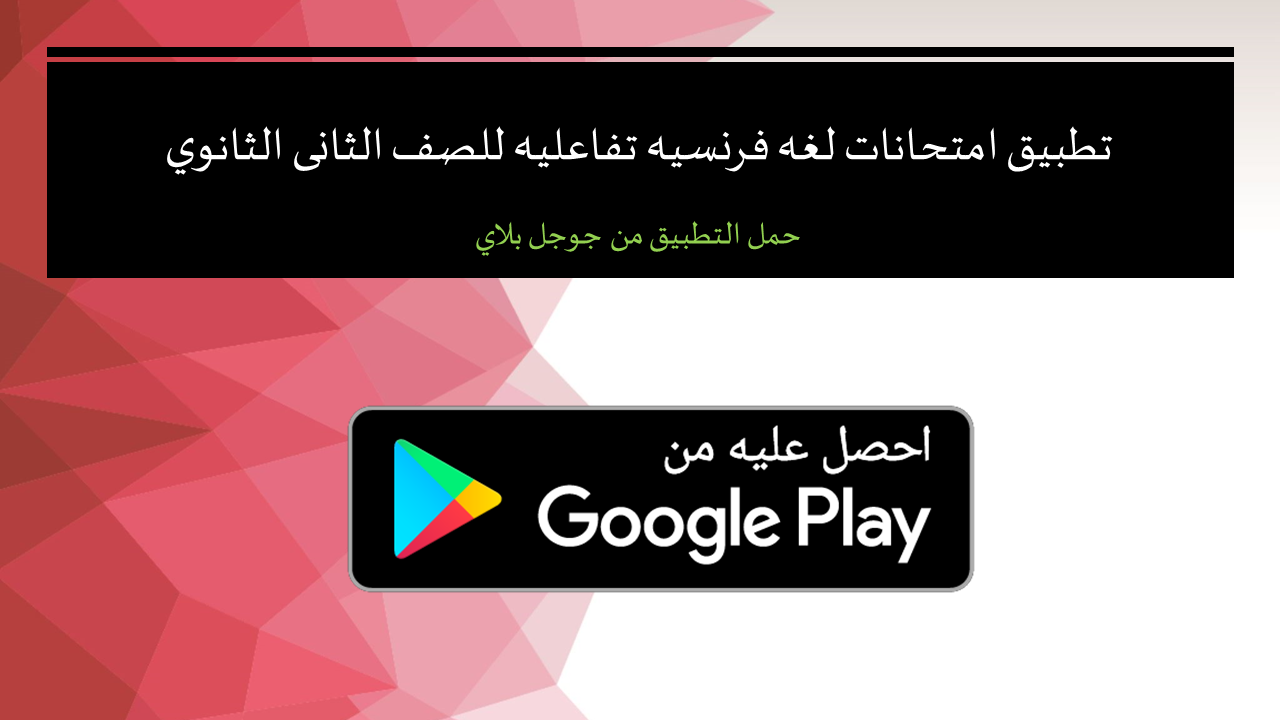 تطبيق امتحانات لغه فرنسيه تفاعليه للصف الثانى الثانوي
حمل التطبيق من جوجل بلاي
احصل عليه من
Google Play